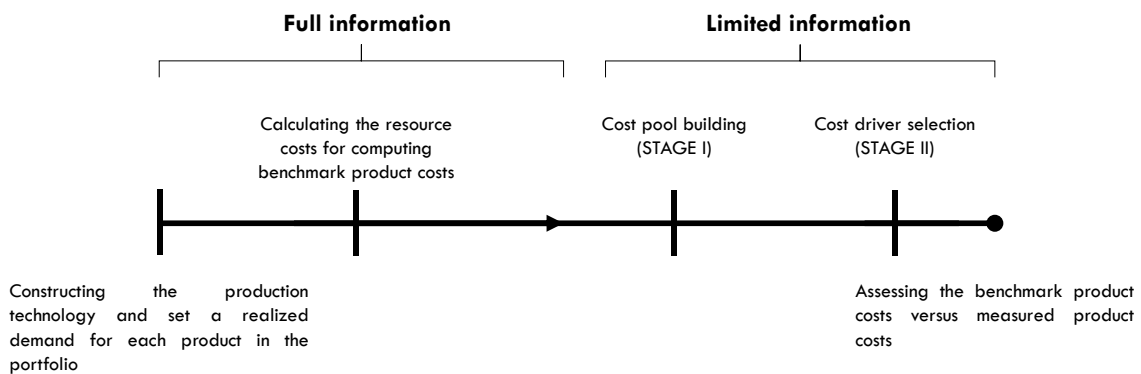 Full information
Limited information
Calculating the resource
costs for computing
benchmark product costs
Cost pool building
(STAGE I)
Cost driver selection
(STAGE II)
Constructing the production
technology and set a realized
demand for each product in the
portfolio
Assessing the benchmark product
costs versus measured product
costs